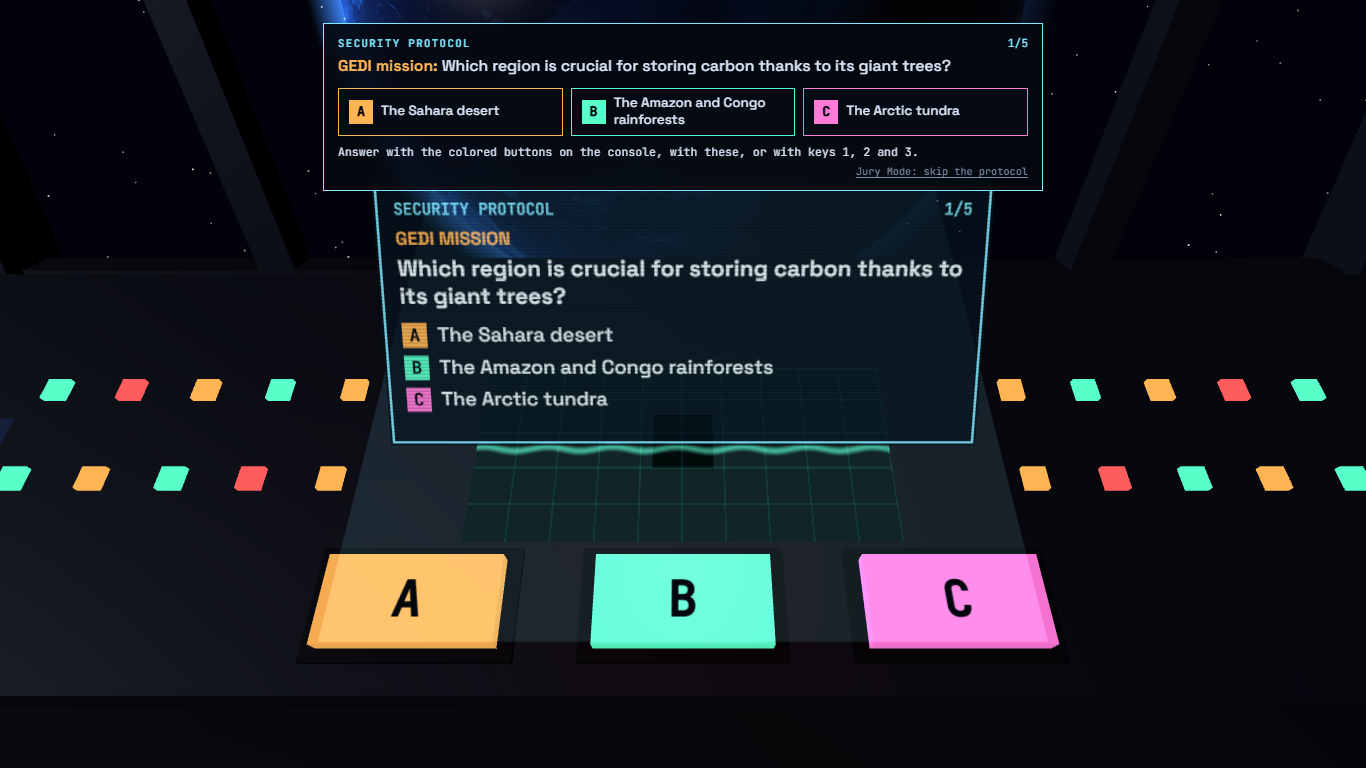 SECURITY PROTOCOL 1/5
GEDI mission: Which region is crucial for storing carbon thanks to its giant trees?
A The Sahara desert
B The Amazon and Congo
rainforests
C The Arctic tundra
Answer with the colored buttons on the console, with these, or with keys 1, 2 and 3.
Jury Mode: skip the protocol
SECURITY PROTOCOL 1/5
GEDI MISSION
Which region is crucial for storing carbon thanks to
its giant trees?
A The Sahara desert
B The Amazon and Congo rainforests
C The Arctic tundra
A B C